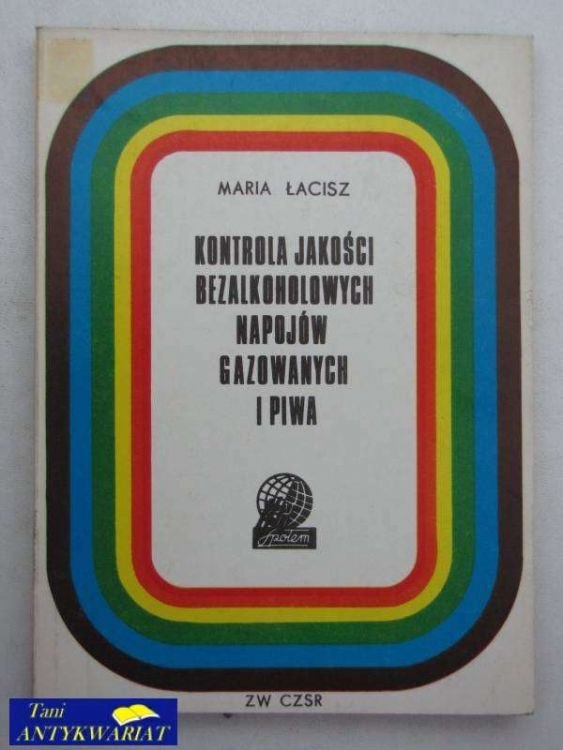 MARIA ŁACISZ
KONTROLA JAKOŚCI
BEZALKOHOLOWYCH
NAPOJÓW
GAZOWANYCH
I PIWA
Społem
ZW CZSR
Tani
ANTYKWARIAT